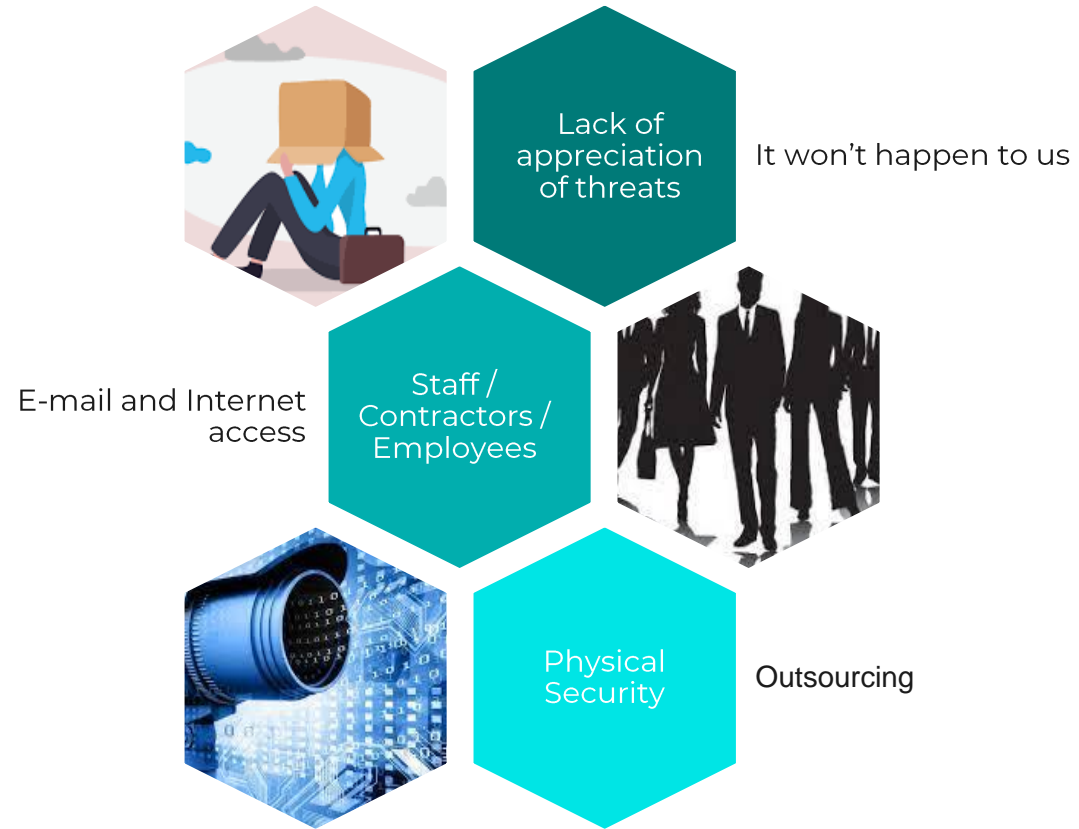 Lack of
appreciation
of threats
It won’t happen to us
E-mail and Internet
access
Staff /
Contractors /
Employees
Physical
Security
Outsourcing